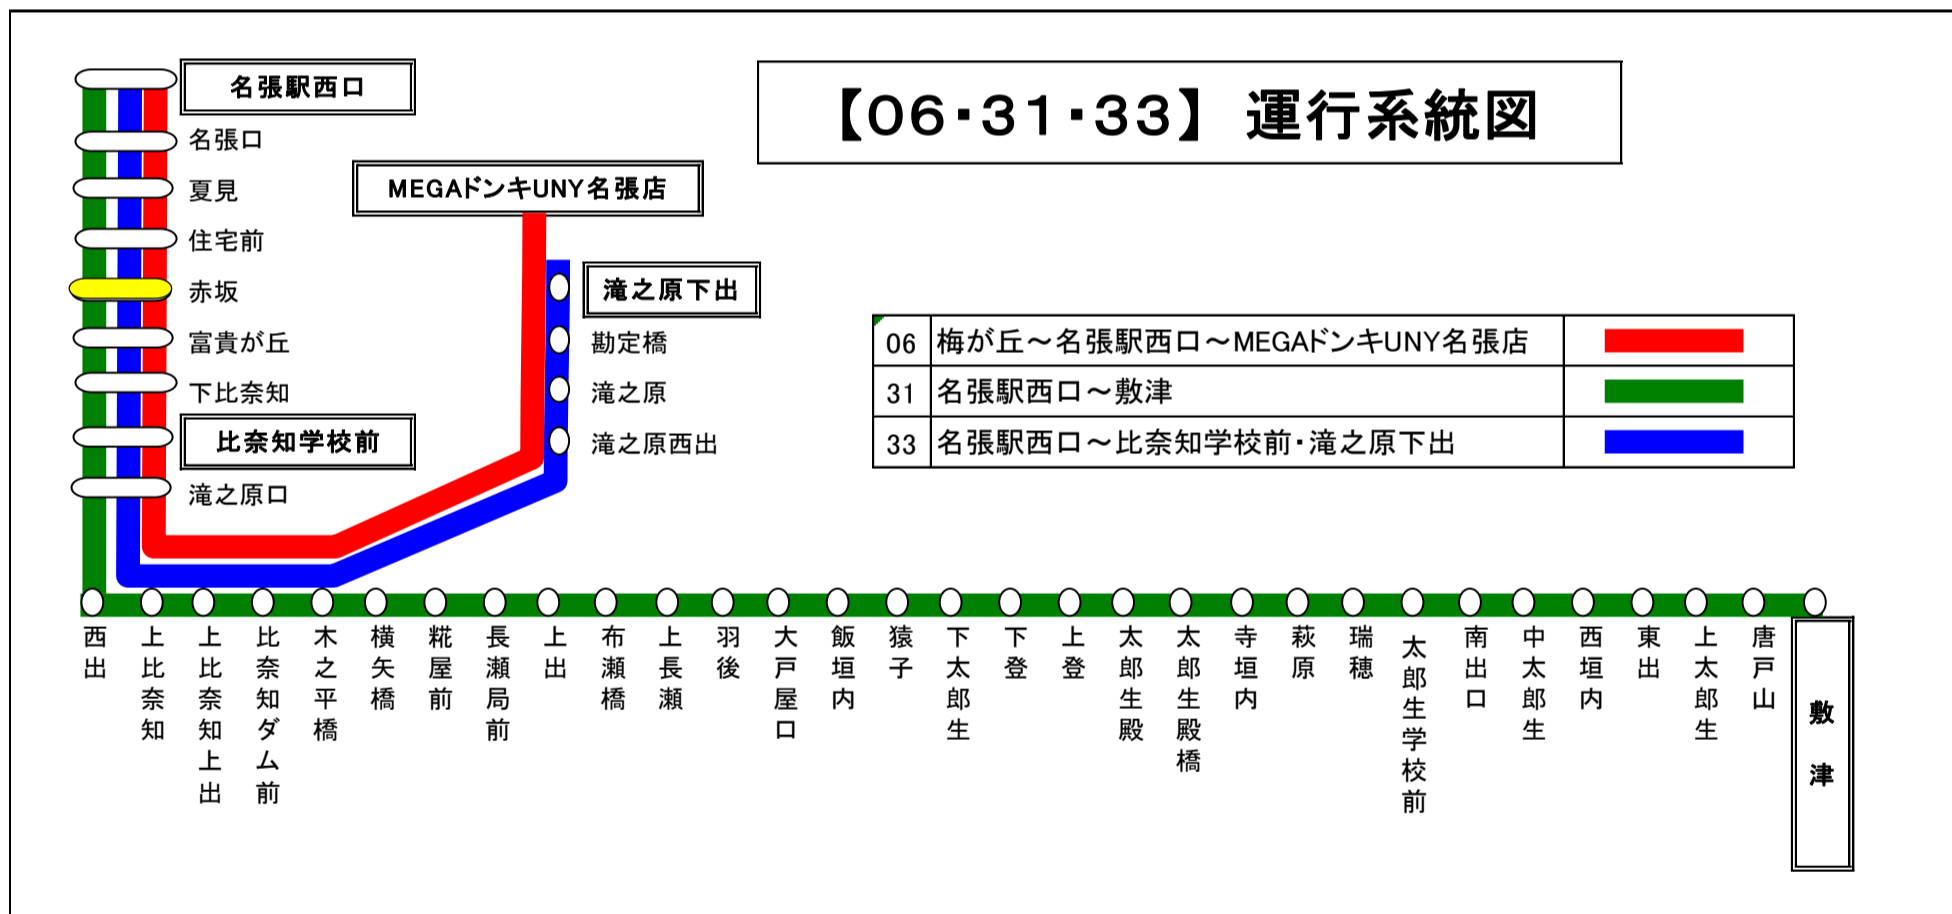 【06・31・33】 運行系統図
名張駅西口
名張口
夏見
住宅前
赤坂
富貴が丘
下比奈知
比奈知学校前
滝之原口
MEGAドンキUNY名張店
滝之原下出
勘定橋
滝之原
滝之原西出
06 梅が丘～名張駅西口～MEGAドンキUNY名張店
31 名張駅西口～敷津
33 名張駅西口～比奈知学校前・滝之原下出
西出
上比奈知
上比奈知上出
比奈知ダム前
木之平橋
横矢橋
糀屋前
長瀬局前
上出
布瀬橋
上長瀬
羽後
大戸屋口
飯垣内
猿子
下太郎生
下登
上登
太郎生殿
太郎生殿橋
寺垣内
萩原
瑞穂
太郎生学校前
南出口
中太郎生
西垣内
東出
上太郎生
唐戸山
敷津